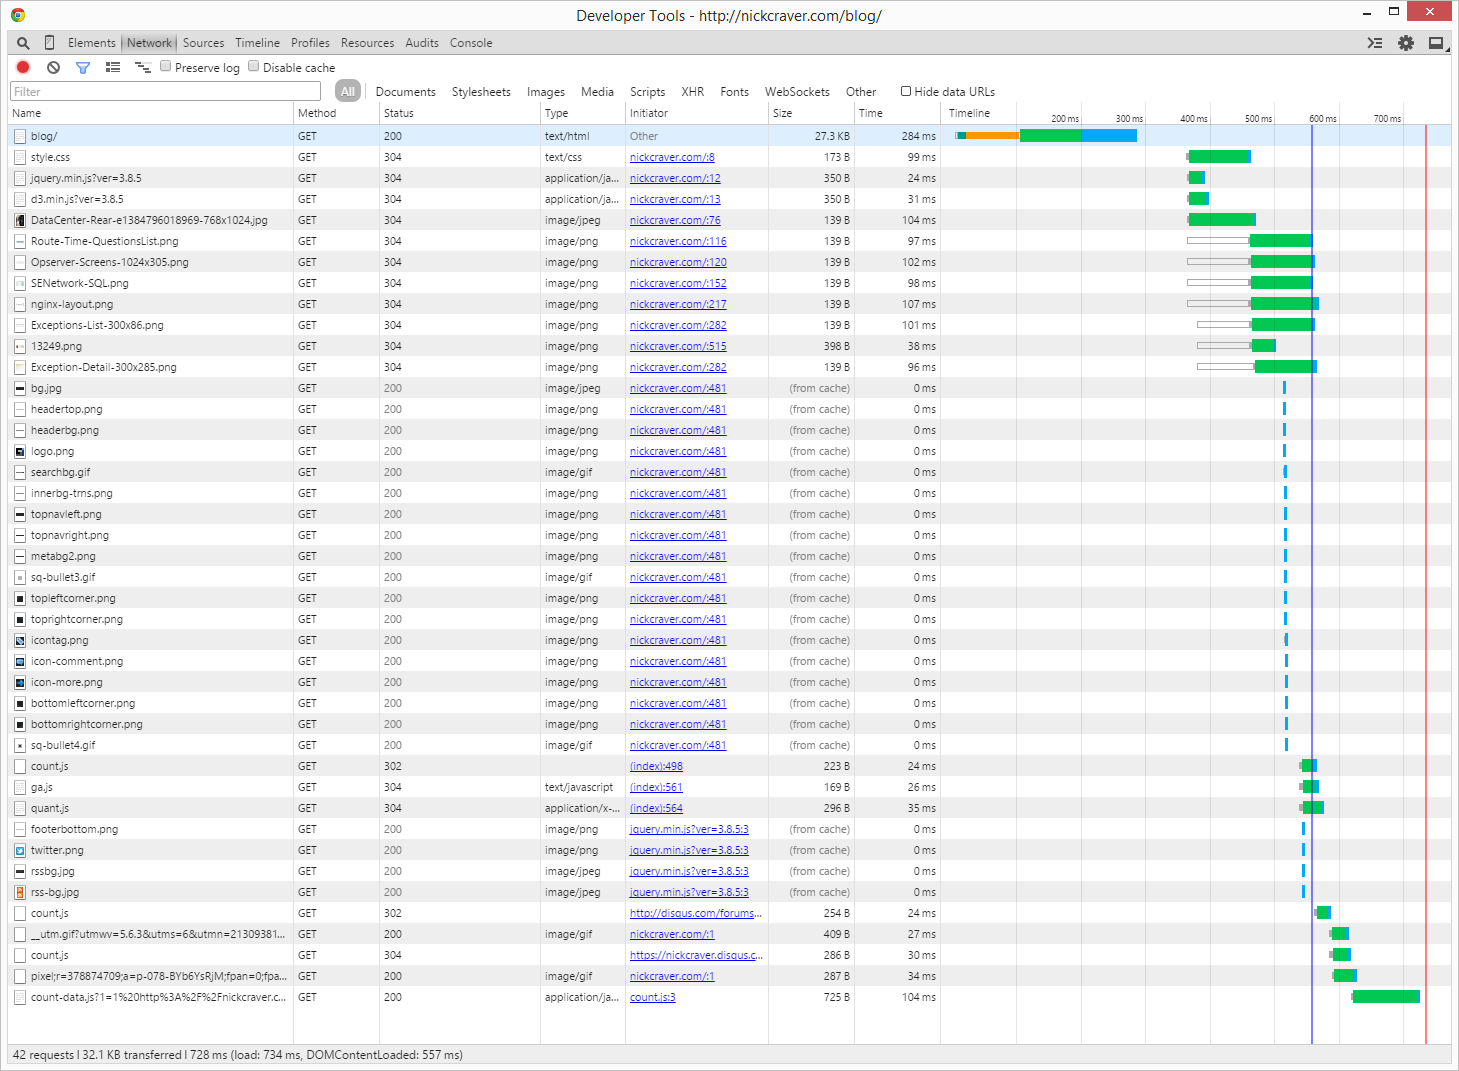 Developer Tools - http://nickcraver.com/blog/
Elements Network Sources Timeline Profiles Resources Audits Console
Preserve log Disable cache
Filter All Documents Stylesheets Images Media Scripts XHR Fonts WebSockets Other Hide data URLs
Name Method Status Type Initiator Size Time Timeline
200 ms 300 ms 400 ms 500 ms 600 ms 700 ms
blog/ GET 200 text/html Other 27.3 KB 284 ms
style.css GET 304 text/css nickcraver.com/:8 173 B 99 ms
jquery.min.js?ver=3.8.5 GET 304 application/ja... nickcraver.com/:12 350 B 24 ms
d3.min.js?ver=3.8.5 GET 304 application/ja... nickcraver.com/:13 350 B 31 ms
DataCenter-Rear-e1384796018969-768x1024.jpg GET 304 image/jpeg nickcraver.com/:76 139 B 104 ms
Route-Time-QuestionsList.png GET 304 image/png nickcraver.com/:116 139 B 97 ms
Opserver-Screens-1024x305.png GET 304 image/png nickcraver.com/:120 139 B 102 ms
SENetwork-SQL.png GET 304 image/png nickcraver.com/:152 139 B 98 ms
nginx-layout.png GET 304 image/png nickcraver.com/:217 139 B 107 ms
Exceptions-List-300x86.png GET 304 image/png nickcraver.com/:282 139 B 101 ms
13249.png GET 304 image/png nickcraver.com/:515 398 B 38 ms
Exception-Detail-300x285.png GET 304 image/png nickcraver.com/:282 139 B 96 ms
bg.jpg GET 200 image/jpeg nickcraver.com/:481 (from cache) 0 ms
headertop.png GET 200 image/png nickcraver.com/:481 (from cache) 0 ms
headerbg.png GET 200 image/png nickcraver.com/:481 (from cache) 0 ms
logo.png GET 200 image/png nickcraver.com/:481 (from cache) 0 ms
searchbg.gif GET 200 image/gif nickcraver.com/:481 (from cache) 0 ms
innerbg-trns.png GET 200 image/png nickcraver.com/:481 (from cache) 0 ms
topnavleft.png GET 200 image/png nickcraver.com/:481 (from cache) 0 ms
topnavright.png GET 200 image/png nickcraver.com/:481 (from cache) 0 ms
metabg2.png GET 200 image/png nickcraver.com/:481 (from cache) 0 ms
sq-bullet3.gif GET 200 image/gif nickcraver.com/:481 (from cache) 0 ms
topleftcorner.png GET 200 image/png nickcraver.com/:481 (from cache) 0 ms
toprightcorner.png GET 200 image/png nickcraver.com/:481 (from cache) 0 ms
icontag.png GET 200 image/png nickcraver.com/:481 (from cache) 0 ms
icon-comment.png GET 200 image/png nickcraver.com/:481 (from cache) 0 ms
icon-more.png GET 200 image/png nickcraver.com/:481 (from cache) 0 ms
bottomleftcorner.png GET 200 image/png nickcraver.com/:481 (from cache) 0 ms
bottomrightcorner.png GET 200 image/png nickcraver.com/:481 (from cache) 0 ms
sq-bullet4.gif GET 200 image/gif nickcraver.com/:481 (from cache) 0 ms
count.js GET 302 (index):498 223 B 24 ms
ga.js GET 304 text/javascript (index):561 169 B 26 ms
quant.js GET 304 application/x-... (index):564 296 B 35 ms
footerbottom.png GET 200 image/png jquery.min.js?ver=3.8.5:3 (from cache) 0 ms
twitter.png GET 200 image/png jquery.min.js?ver=3.8.5:3 (from cache) 0 ms
rssbg.jpg GET 200 image/jpeg jquery.min.js?ver=3.8.5:3 (from cache) 0 ms
rss-bg.jpg GET 200 image/jpeg jquery.min.js?ver=3.8.5:3 (from cache) 0 ms
count.js GET 302 http://disqus.com/forums... 254 B 24 ms
__utm.gif?utmwv=5.6.3&utms=6&utmn=21309381... GET 200 image/gif nickcraver.com/:1 409 B 27 ms
count.js GET 304 https://nickcraver.disqus.c... 286 B 30 ms
pixel;r=378874709;a=p-078-BYb6YsRjM;fpan=0;fpa... GET 200 image/gif nickcraver.com/:1 287 B 34 ms
count-data.js?1=1%20http%3A%2F%2Fnickcraver.c... GET 200 application/ja... count.js:3 725 B 104 ms
42 requests | 32.1 KB transferred | 728 ms (load: 734 ms, DOMContentLoaded: 557 ms)